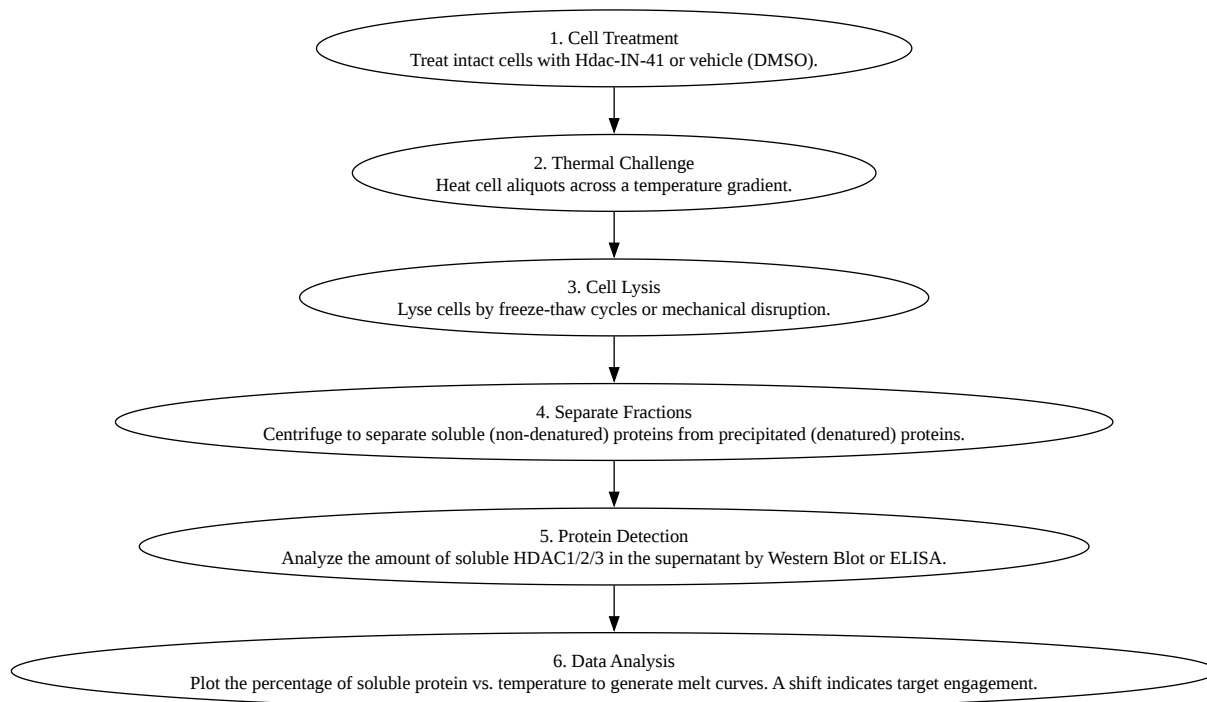 1. Cell Treatment
Treat intact cells with Hdac-IN-41 or vehicle (DMSO).
2. Thermal Challenge
Heat cell aliquots across a temperature gradient.
3. Cell Lysis
Lyse cells by freeze-thaw cycles or mechanical disruption.
4. Separate Fractions
Centrifuge to separate soluble (non-denatured) proteins from precipitated (denatured) proteins.
5. Protein Detection
Analyze the amount of soluble HDAC1/2/3 in the supernatant by Western Blot or ELISA.
6. Data Analysis
Plot the percentage of soluble protein vs. temperature to generate melt curves. A shift indicates target engagement.